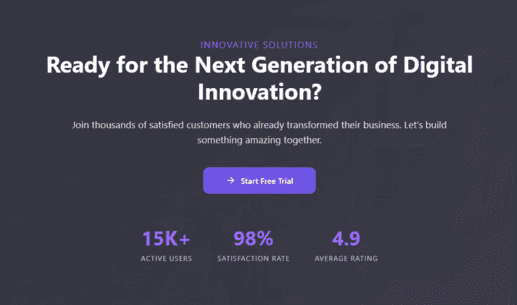 INNOVATIVE SOLUTIONS
Ready for the Next Generation of Digital
Innovation?
Join thousands of satisfied customers who already transformed their business. Let's build
something amazing together.
→ Start Free Trial
15K+ 98% 4.9
ACTIVE USERS SATISFACTION RATE AVERAGE RATING